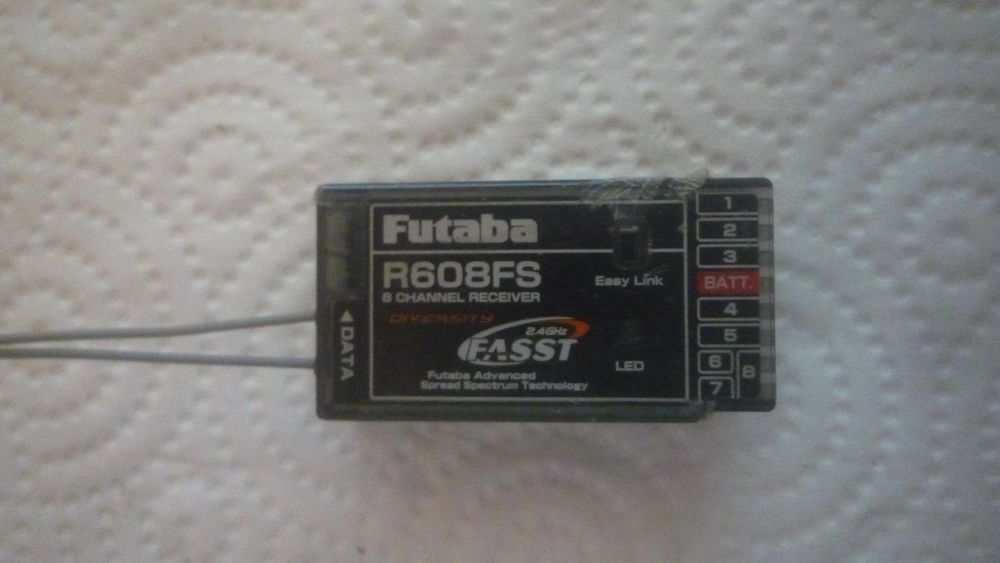 Futaba
R608FS
8 CHANNEL RECEIVER
DIVERSITY
2.4GHz
FASST
Futaba Advanced
Spread Spectrum Technology
Easy Link
LED
◀DATA
1
2
3
BATT.
4
5
6
7
8